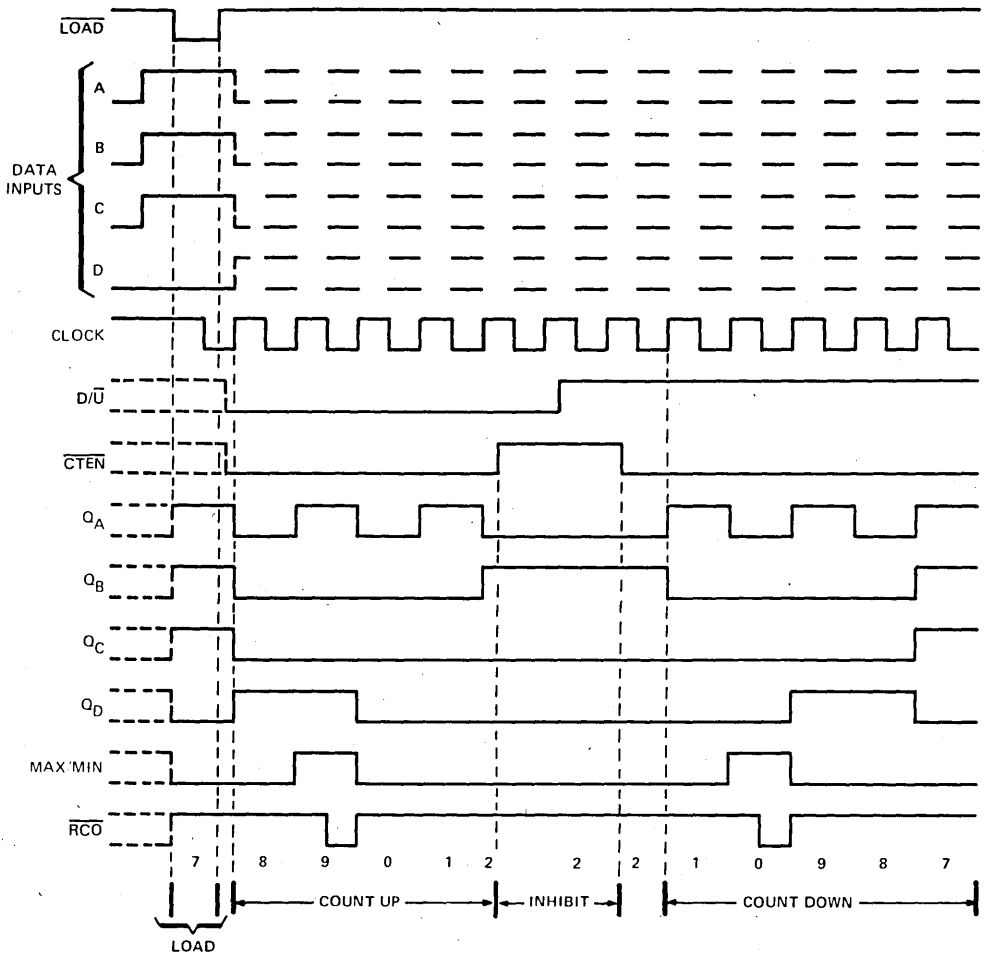 LOAD
A
B
DATA
INPUTS
C
D
CLOCK
D/U
CTEN
QA
QB
QC
QD
MAX/MIN
RCO
7 8 9 0 1 2 2 2 1 0 9 8 7
COUNT UP INHIBIT COUNT DOWN
LOAD